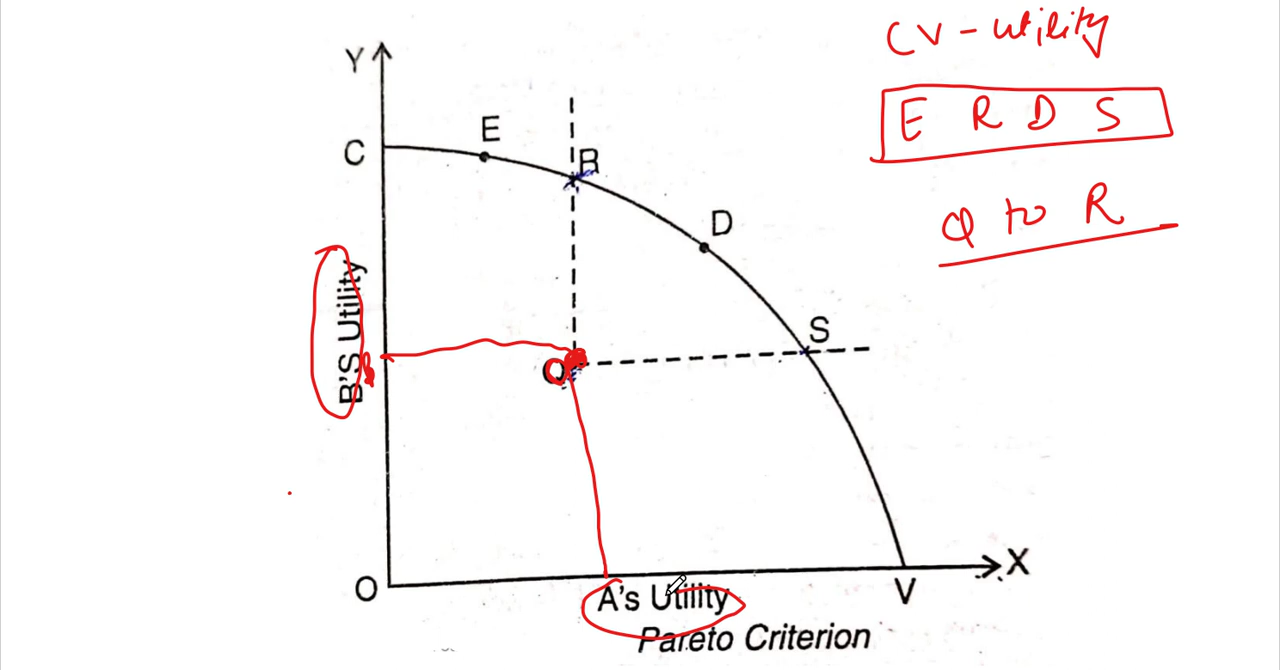 CV - utility
Y
E R D S
E
C
R
Q to R
D
B'S Utility
S
Q
X
O
A's Utility
V
Pareto Criterion